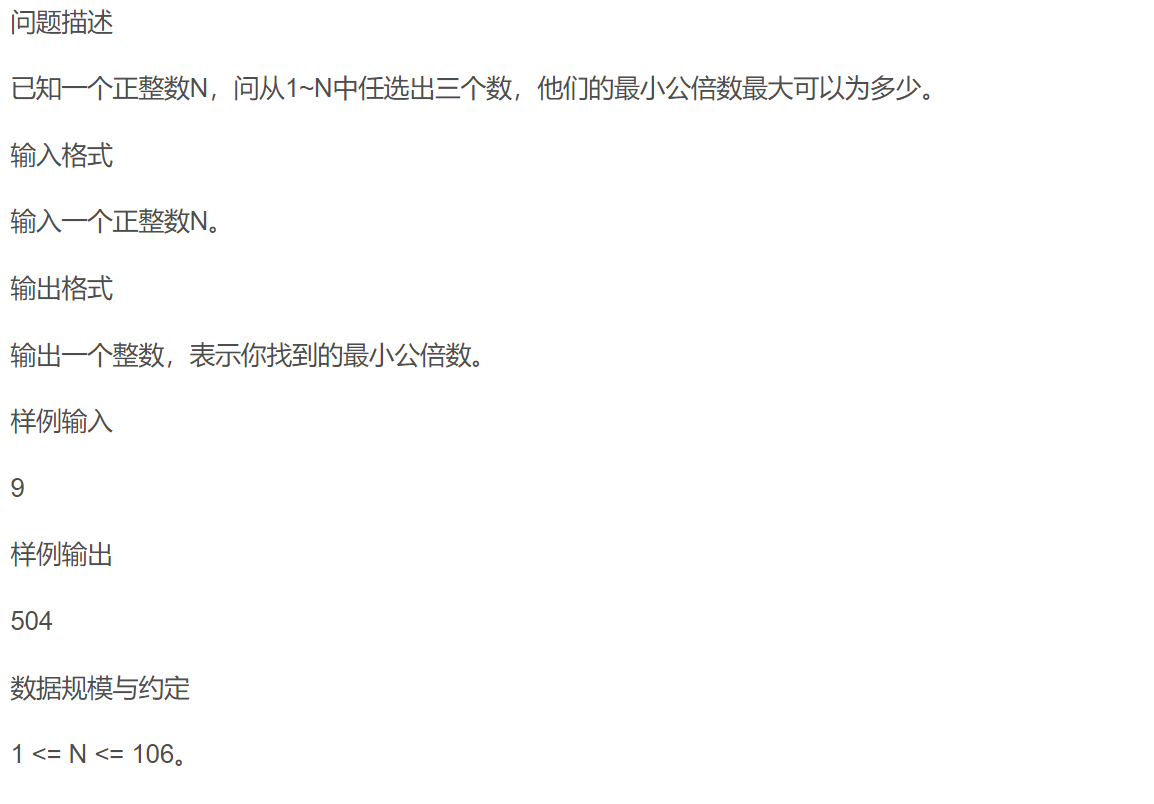 问题描述
已知一个正整数N，问从1~N中任选出三个数，他们的最小公倍数最大可以为多少。
输入格式
输入一个正整数N。
输出格式
输出一个整数，表示你找到的最小公倍数。
样例输入
9
样例输出
504
数据规模与约定
1 <= N <= 106。